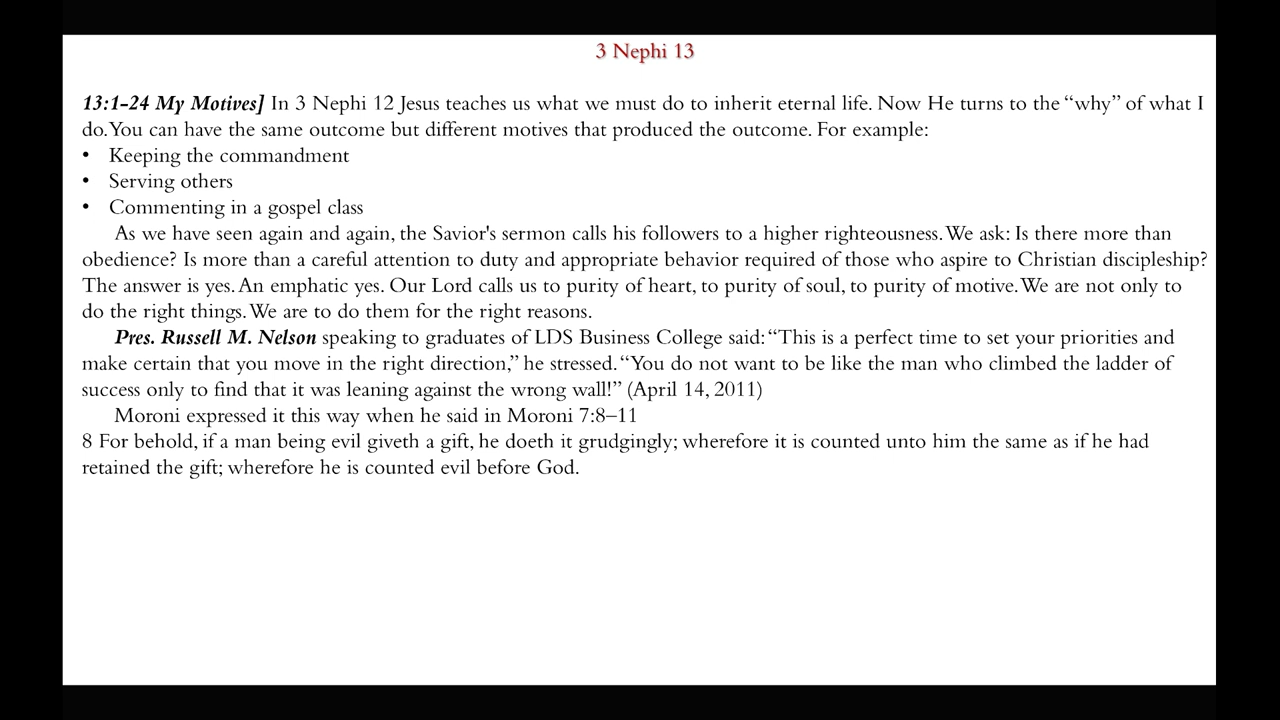 3 Nephi 13
13:1-24 My Motives] In 3 Nephi 12 Jesus teaches us what we must do to inherit eternal life. Now He turns to the “why” of what I
do. You can have the same outcome but different motives that produced the outcome. For example:
• Keeping the commandment
• Serving others
• Commenting in a gospel class
As we have seen again and again, the Savior's sermon calls his followers to a higher righteousness. We ask: Is there more than
obedience? Is more than a careful attention to duty and appropriate behavior required of those who aspire to Christian discipleship?
The answer is yes. An emphatic yes. Our Lord calls us to purity of heart, to purity of soul, to purity of motive. We are not only to
do the right things. We are to do them for the right reasons.
Pres. Russell M. Nelson speaking to graduates of LDS Business College said: “This is a perfect time to set your priorities and
make certain that you move in the right direction,” he stressed. “You do not want to be like the man who climbed the ladder of
success only to find that it was leaning against the wrong wall!” (April 14, 2011)
Moroni expressed it this way when he said in Moroni 7:8–11
8 For behold, if a man being evil giveth a gift, he doeth it grudgingly; wherefore it is counted unto him the same as if he had
retained the gift; wherefore he is counted evil before God.